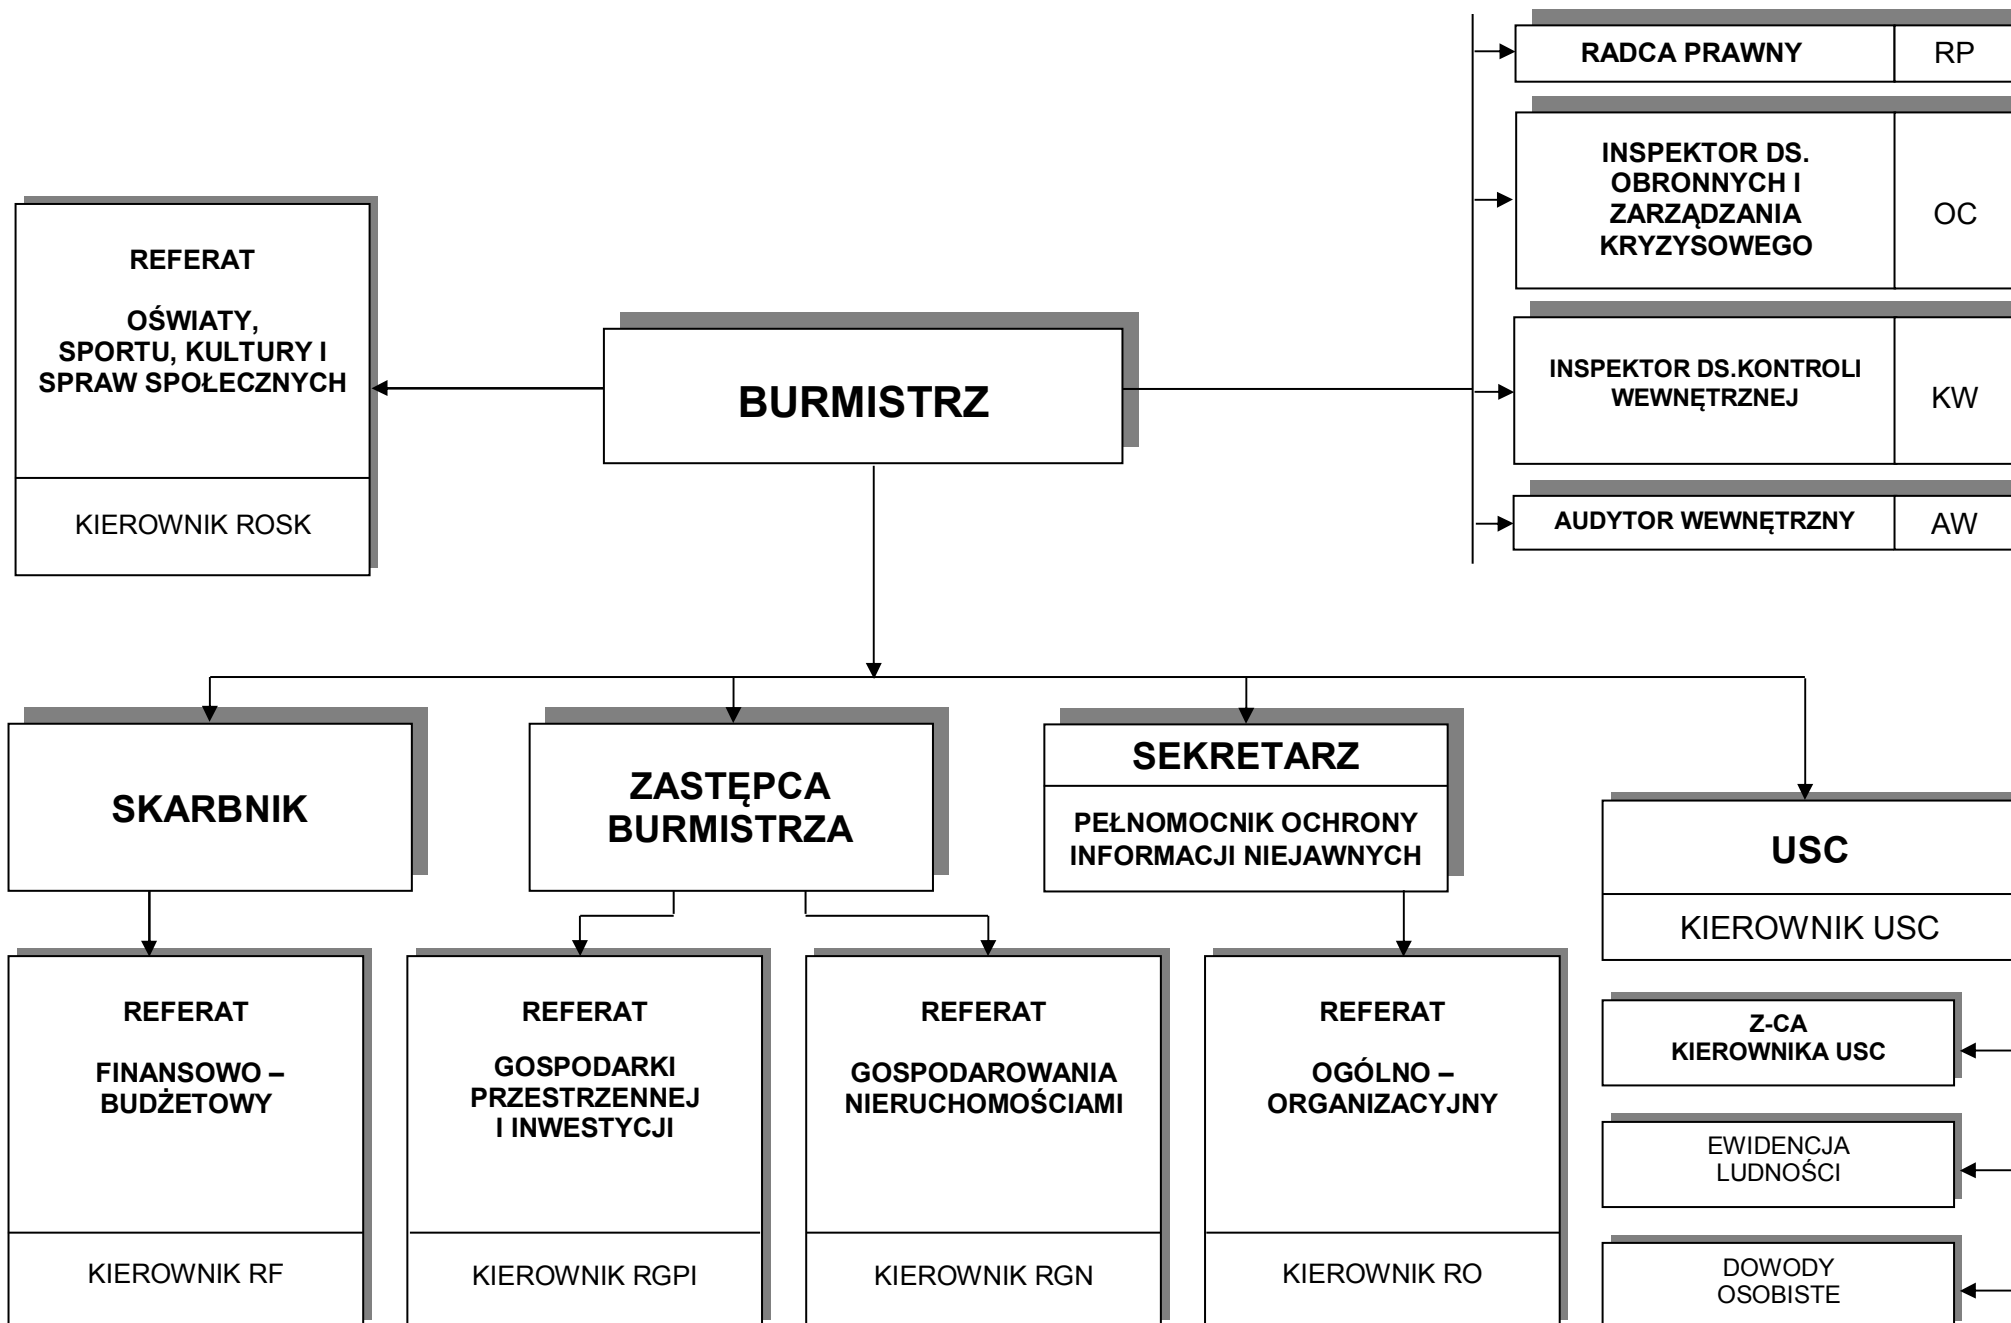 RADCA PRAWNY
RP
INSPEKTOR DS.
OBRONNYCH I
ZARZĄDZANIA
KRYZYSOWEGO
OC
INSPEKTOR DS.KONTROLI
WEWNĘTRZNEJ
KW
AUDYTOR WEWNĘTRZNY
AW
REFERAT
OŚWIATY,
SPORTU, KULTURY I
SPRAW SPOŁECZNYCH
KIEROWNIK ROSK
BURMISTRZ
SKARBNIK
ZASTĘPCA
BURMISTRZA
SEKRETARZ
PEŁNOMOCNIK OCHRONY
INFORMACJI NIEJAWNYCH
USC
KIEROWNIK USC
REFERAT
FINANSOWO –
BUDŻETOWY
KIEROWNIK RF
REFERAT
GOSPODARKI
PRZESTRZENNEJ
I INWESTYCJI
KIEROWNIK RGPI
REFERAT
GOSPODAROWANIA
NIERUCHOMOŚCIAMI
KIEROWNIK RGN
REFERAT
OGÓLNO –
ORGANIZACYJNY
KIEROWNIK RO
Z-CA
KIEROWNIKA USC
EWIDENCJA
LUDNOŚCI
DOWODY
OSOBISTE